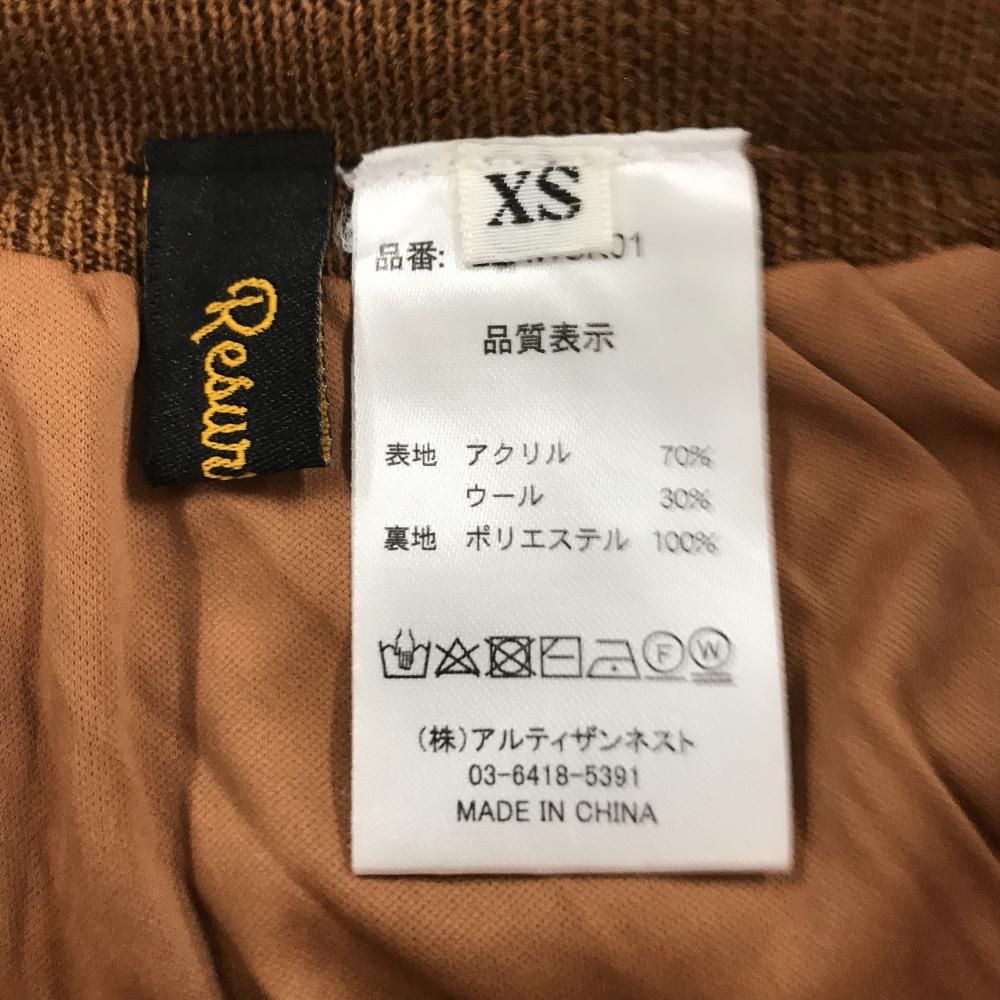 XS
品番:
品質表示
表地 アクリル 70%
ウール 30%
裏地 ポリエステル 100%
F W
(株)アルティザンネスト
03-6418-5391
MADE IN CHINA